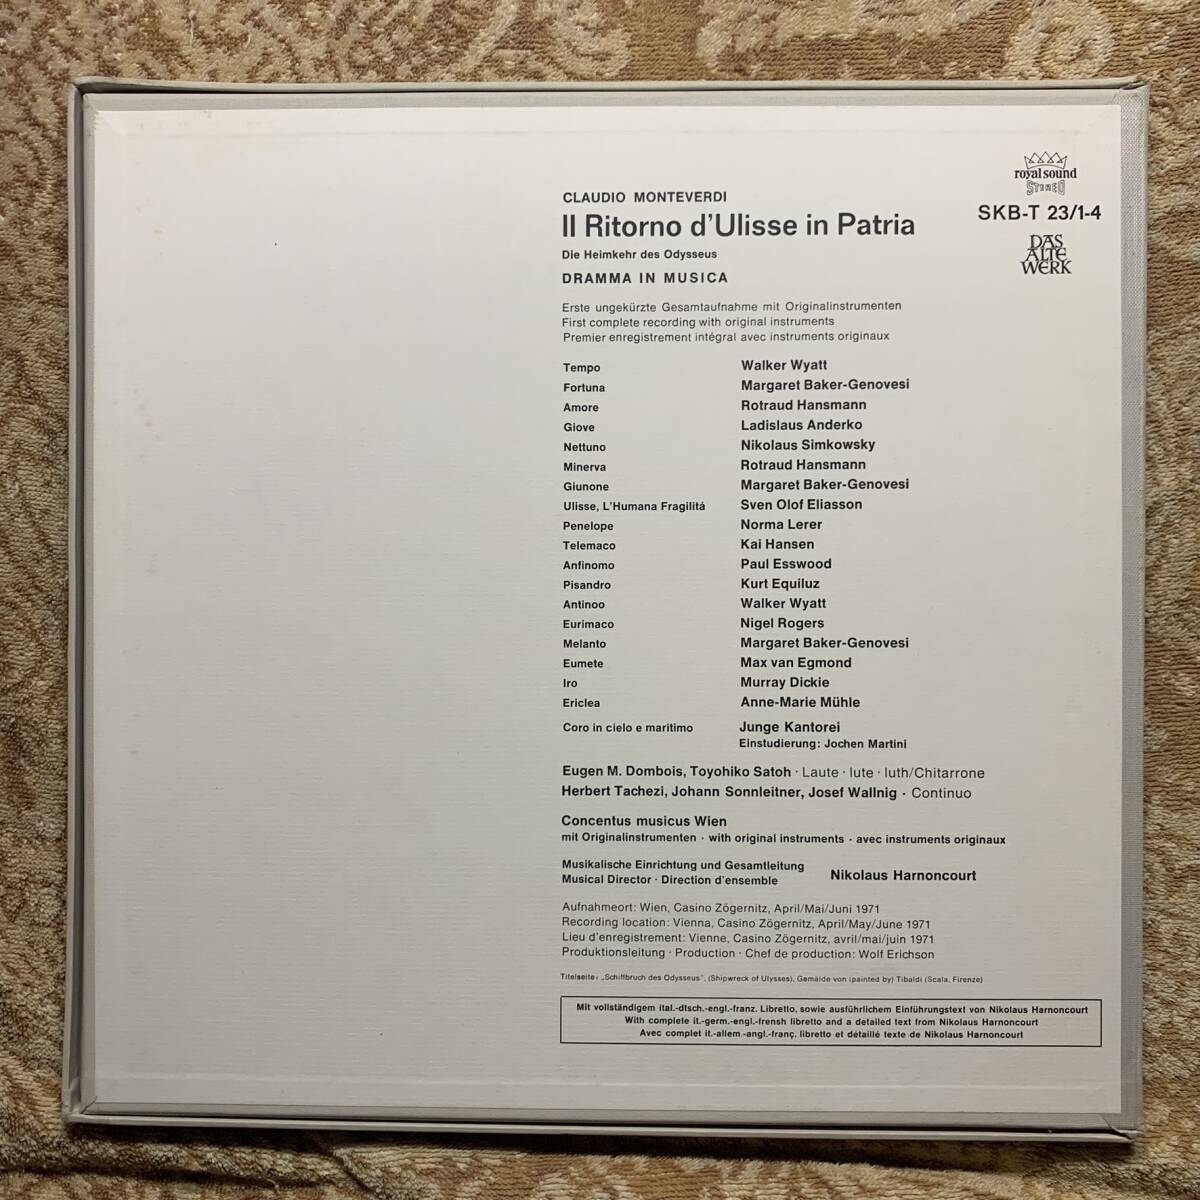 royal sound
STEREO
SKB-T 23/1-4
DAS
ALTE
WERK
CLAUDIO MONTEVERDI
Il Ritorno d'Ulisse in Patria
Die Heimkehr des Odysseus
DRAMMA IN MUSICA
Erste ungekürzte Gesamtaufnahme mit Originalinstrumenten
First complete recording with original instruments
Premier enregistrement intégral avec instruments originaux
Tempo Walker Wyatt
Fortuna Margaret Baker-Genovesi
Amore Rotraud Hansmann
Giove Ladislaus Anderko
Nettuno Nikolaus Simkowsky
Minerva Rotraud Hansmann
Giunone Margaret Baker-Genovesi
Ulisse, L'Humana Fragilitá Sven Olof Eliasson
Penelope Norma Lerer
Telemaco Kai Hansen
Anfinomo Paul Esswood
Pisandro Kurt Equiluz
Antinoo Walker Wyatt
Eurimaco Nigel Rogers
Melanto Margaret Baker-Genovesi
Eumete Max van Egmond
Iro Murray Dickie
Ericlea Anne-Marie Mühle
Coro in cielo e maritimo Junge Kantorei
Einstudierung: Jochen Martini
Eugen M. Dombois, Toyohiko Satoh · Laute · lute · luth/Chitarrone
Herbert Tachezi, Johann Sonnleitner, Josef Wallnig · Continuo
Concentus musicus Wien
mit Originalinstrumenten · with original instruments · avec instruments originaux
Musikalische Einrichtung und Gesamtleitung
Musical Director · Direction d'ensemble Nikolaus Harnoncourt
Aufnahmeort: Wien, Casino Zögernitz, April/Mai/Juni 1971
Recording location: Vienna, Casino Zögernitz, April/May/June 1971
Lieu d'enregistrement: Vienne, Casino Zögernitz, avril/mai/juin 1971
Produktionsleitung · Production · Chef de production: Wolf Erichson
Titelseite: „Schiffbruch des Odysseus", (Shipwreck of Ulysses), Gemälde von (painted by) Tibaldi (Scala, Firenze)
Mit vollständigem ital.-dtsch.-engl.-franz. Libretto, sowie ausführlichem Einführungstext von Nikolaus Harnoncourt
With complete it.-germ.-engl.-frensh libretto and a detailed text from Nikolaus Harnoncourt
Avec complet it.-allem.-angl.-franç. libretto et détaillé texte de Nikolaus Harnoncourt